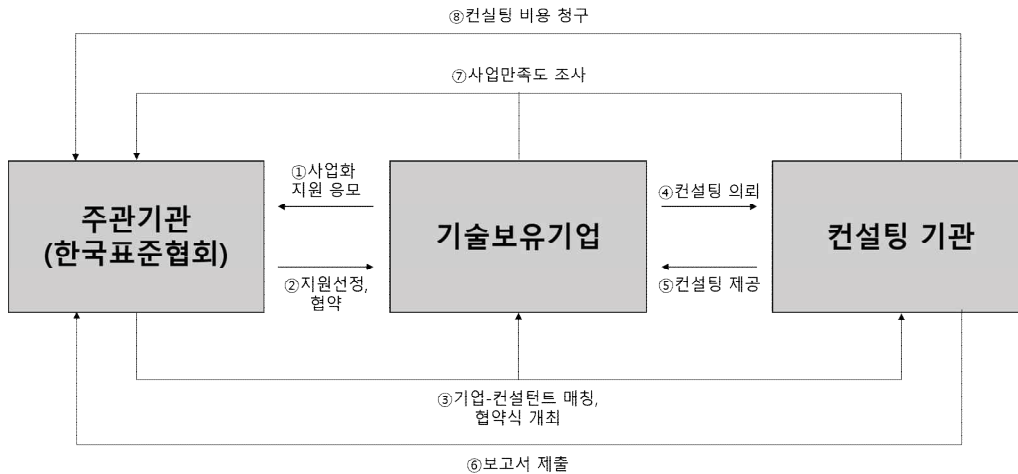 ⑧컨설팅 비용 청구
⑦사업만족도 조사
①사업화
지원 응모
④컨설팅 의뢰
주관기관
(한국표준협회)
기술보유기업
컨설팅 기관
②지원선정,
협약
⑤컨설팅 제공
③기업-컨설턴트 매칭,
협약식 개최
⑥보고서 제출